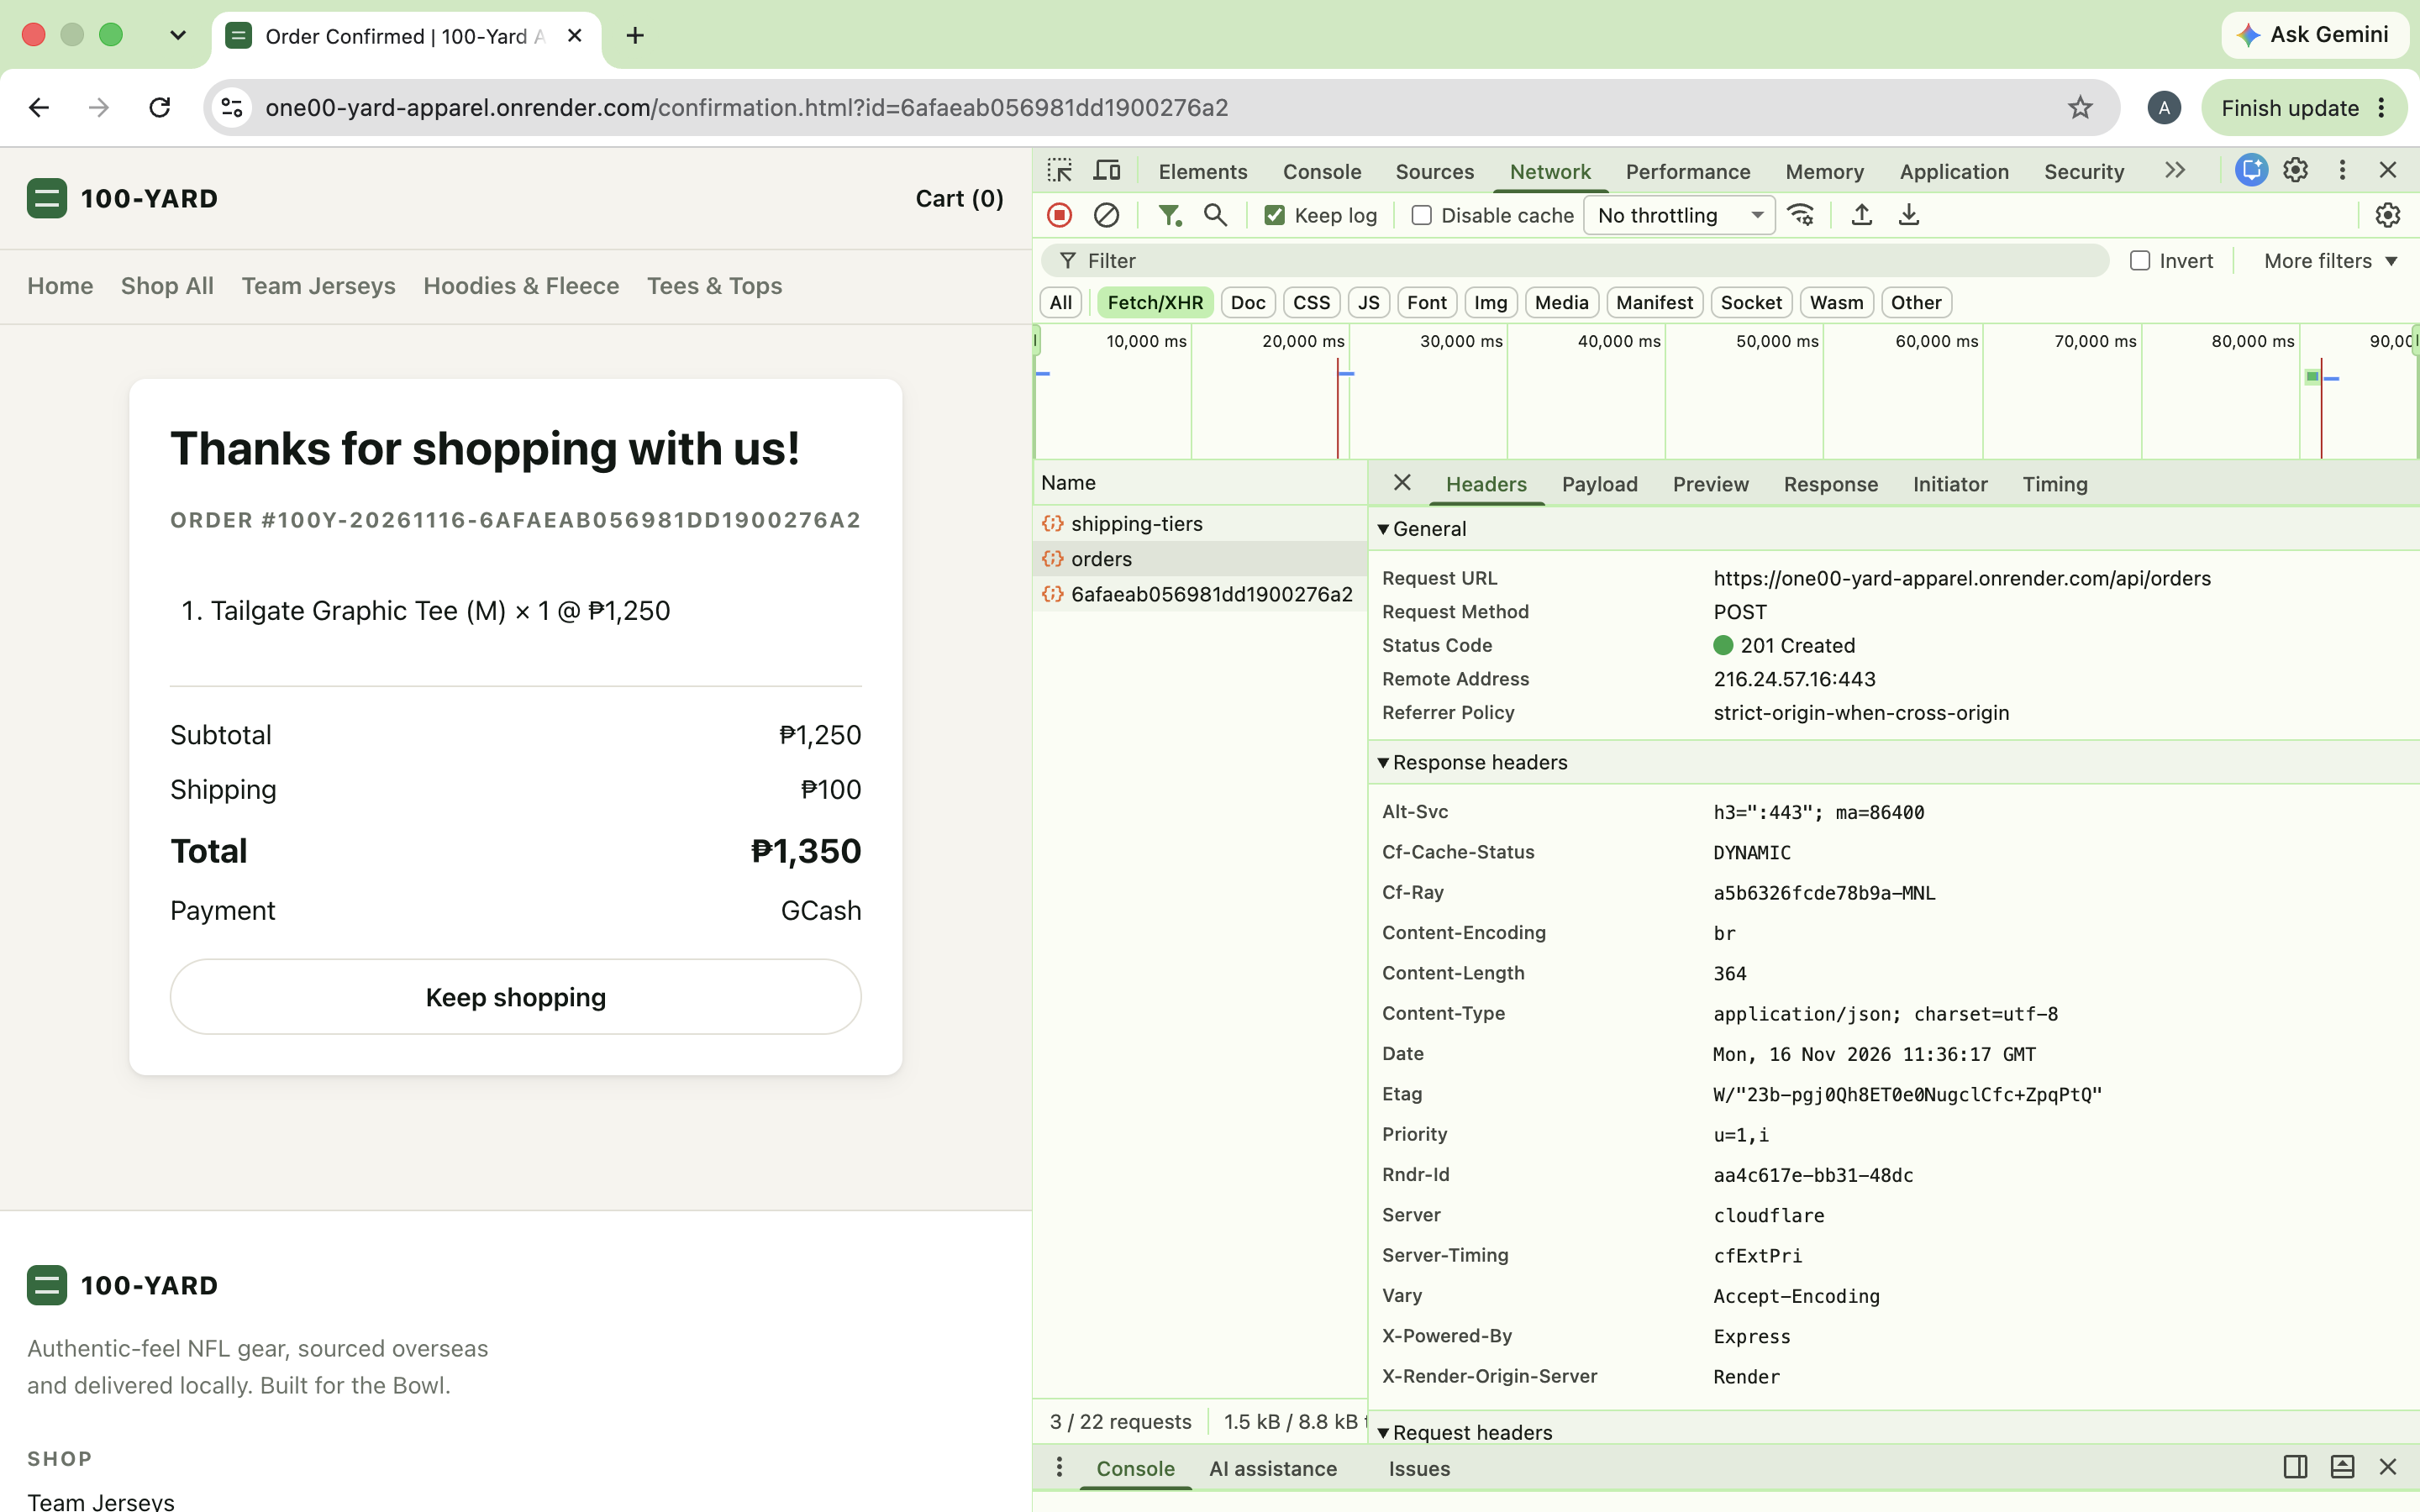 Order Confirmed | 100-Yard A
Ask Gemini
one00-yard-apparel.onrender.com/confirmation.html?id=6afaeab056981dd1900276a2
A
Finish update
100-YARD
Cart (0)
Home Shop All Team Jerseys Hoodies & Fleece Tees & Tops
Thanks for shopping with us!
ORDER #100Y-20261116-6AFAEAB056981DD1900276A2
1. Tailgate Graphic Tee (M) × 1 @ ₱1,250
Subtotal ₱1,250
Shipping ₱100
Total ₱1,350
Payment GCash
Keep shopping
100-YARD
Authentic-feel NFL gear, sourced overseas
and delivered locally. Built for the Bowl.
SHOP
Team Jerseys
Elements Console Sources Network Performance Memory Application Security
Keep log Disable cache No throttling
Filter Invert More filters
All Fetch/XHR Doc CSS JS Font Img Media Manifest Socket Wasm Other
10,000 ms 20,000 ms 30,000 ms 40,000 ms 50,000 ms 60,000 ms 70,000 ms 80,000 ms 90,00
Name
shipping-tiers
orders
6afaeab056981dd1900276a2
Headers Payload Preview Response Initiator Timing
General
Request URL https://one00-yard-apparel.onrender.com/api/orders
Request Method POST
Status Code 201 Created
Remote Address 216.24.57.16:443
Referrer Policy strict-origin-when-cross-origin
Response headers
Alt-Svc h3=":443"; ma=86400
Cf-Cache-Status DYNAMIC
Cf-Ray a5b6326fcde78b9a-MNL
Content-Encoding br
Content-Length 364
Content-Type application/json; charset=utf-8
Date Mon, 16 Nov 2026 11:36:17 GMT
Etag W/"23b-pgj0Qh8ET0e0NugclCfc+ZpqPtQ"
Priority u=1,i
Rndr-Id aa4c617e-bb31-48dc
Server cloudflare
Server-Timing cfExtPri
Vary Accept-Encoding
X-Powered-By Express
X-Render-Origin-Server Render
Request headers
3 / 22 requests 1.5 kB / 8.8 kB
Console AI assistance Issues